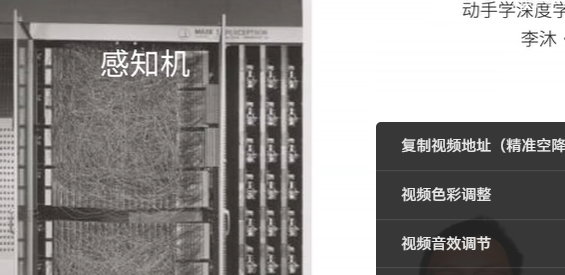 动手学深度学
李沐 ·
MARK I PERCEPTRON
感知机
复制视频地址（精准空降
视频色彩调整
视频音效调节